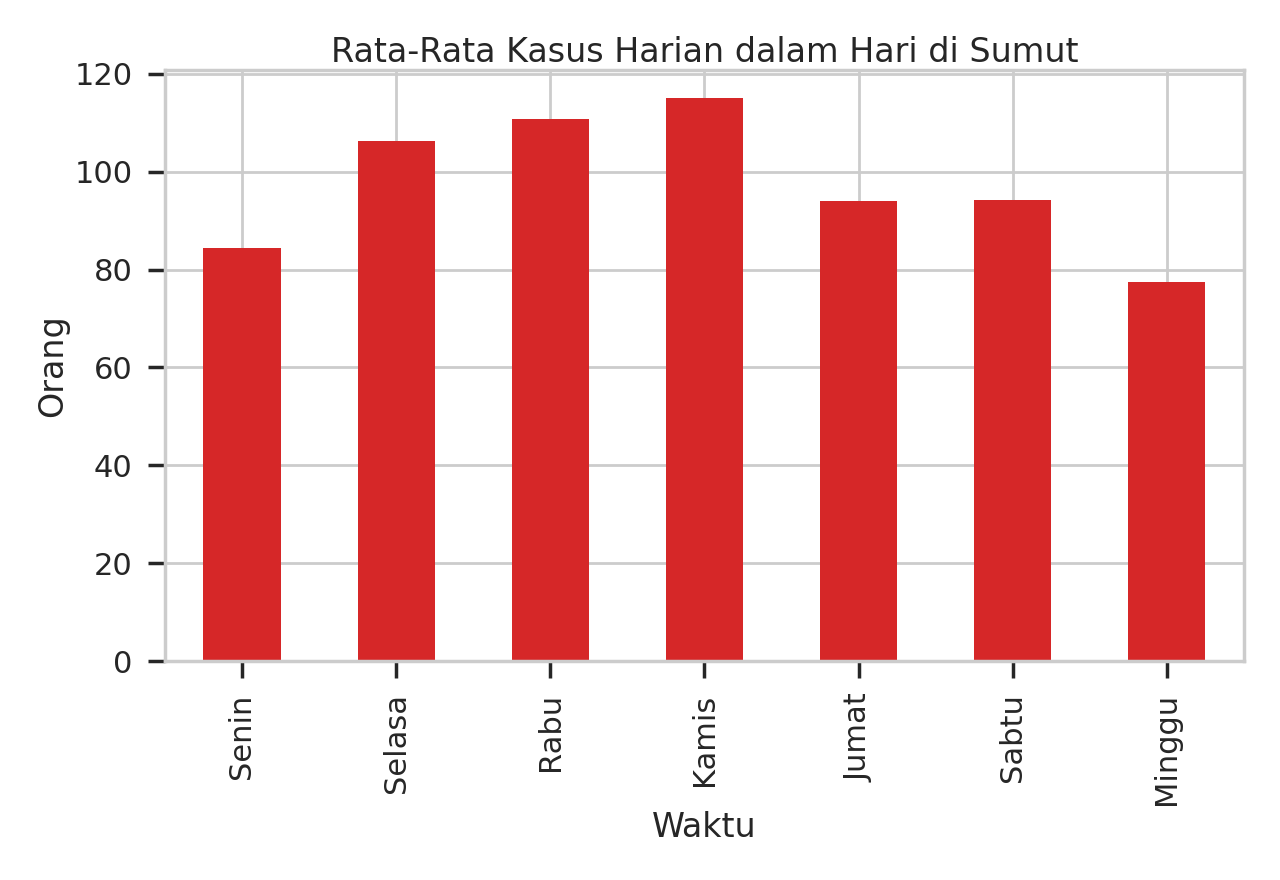 Rata-Rata Kasus Harian dalam Hari di Sumut
120
100
80
60
40
20
0
Orang
Senin
Selasa
Rabu
Kamis
Jumat
Sabtu
Minggu
Waktu